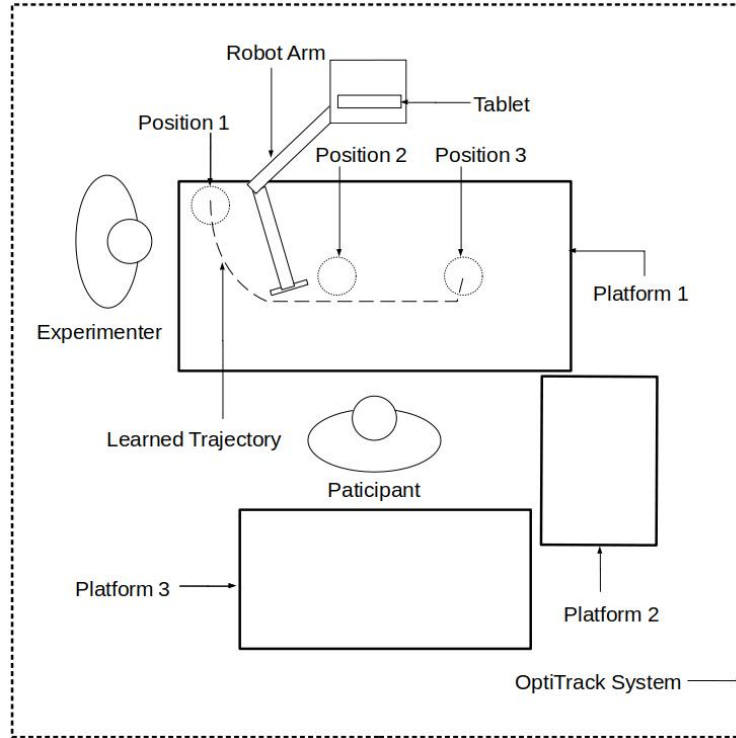 Robot Arm
Tablet
Position 1
Position 2
Position 3
Platform 1
Experimenter
Learned Trajectory
Paticipant
Platform 3
Platform 2
OptiTrack System